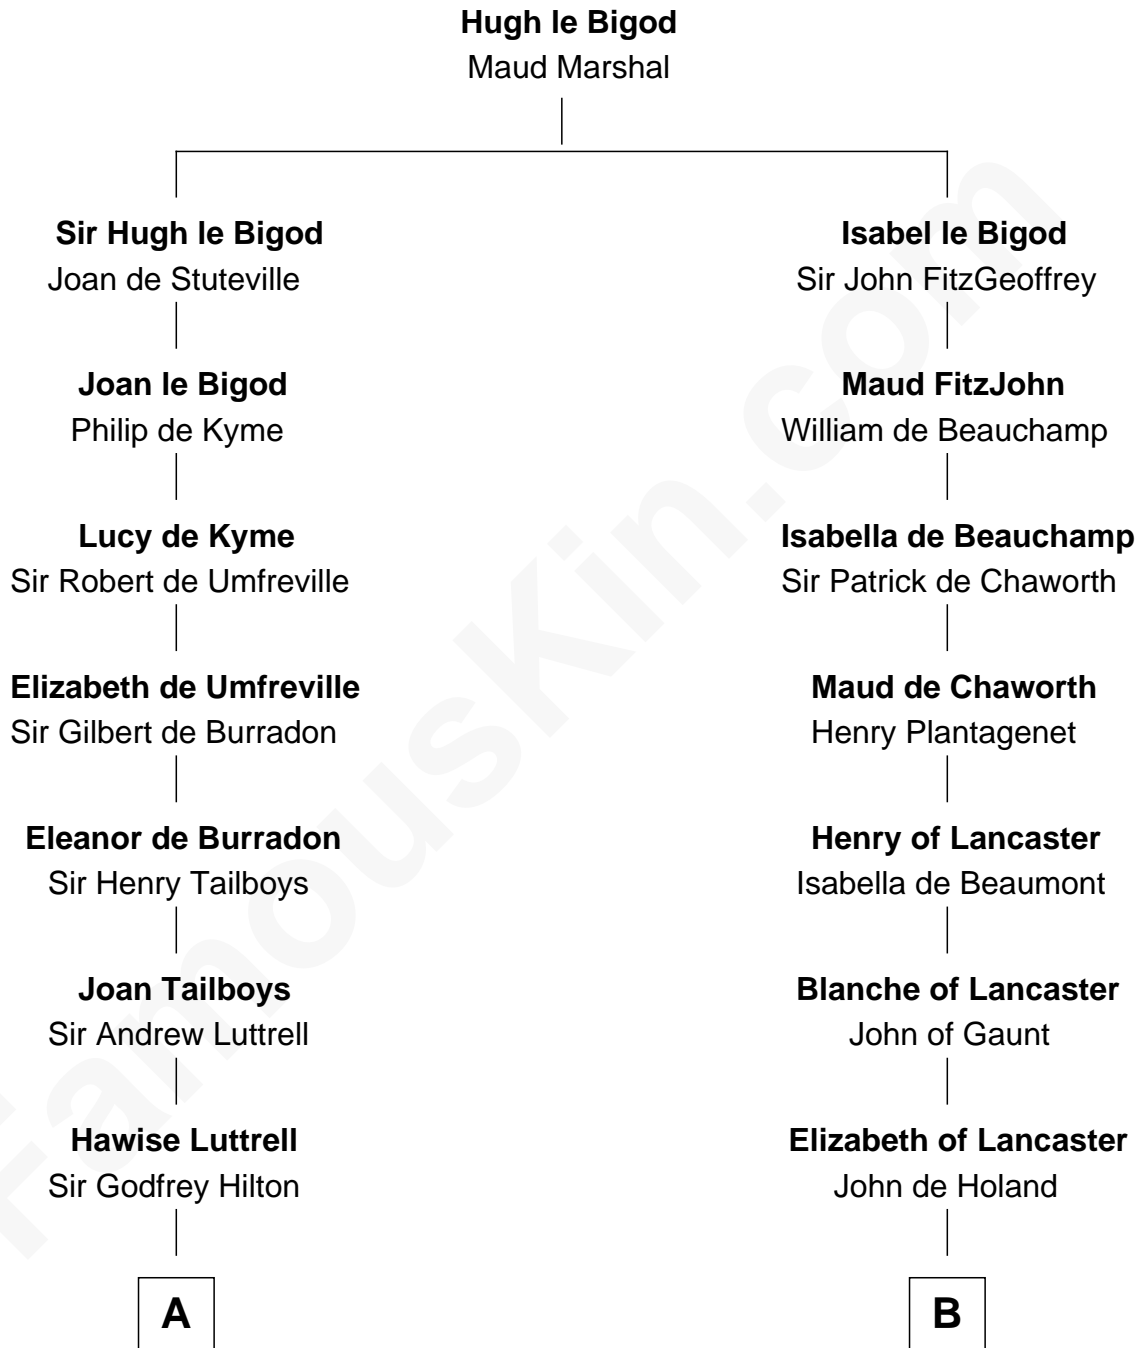 Hugh le Bigod
Maud Marshal
Sir Hugh le Bigod
Joan de Stuteville
Isabel le Bigod
Sir John FitzGeoffrey
Joan le Bigod
Philip de Kyme
Maud FitzJohn
William de Beauchamp
Lucy de Kyme
Sir Robert de Umfreville
Isabella de Beauchamp
Sir Patrick de Chaworth
Elizabeth de Umfreville
Sir Gilbert de Burradon
Maud de Chaworth
Henry Plantagenet
Eleanor de Burradon
Sir Henry Tailboys
Henry of Lancaster
Isabella de Beaumont
Joan Tailboys
Sir Andrew Luttrell
Blanche of Lancaster
John of Gaunt
Hawise Luttrell
Sir Godfrey Hilton
Elizabeth of Lancaster
John de Holand
A
B
FamousKin.com